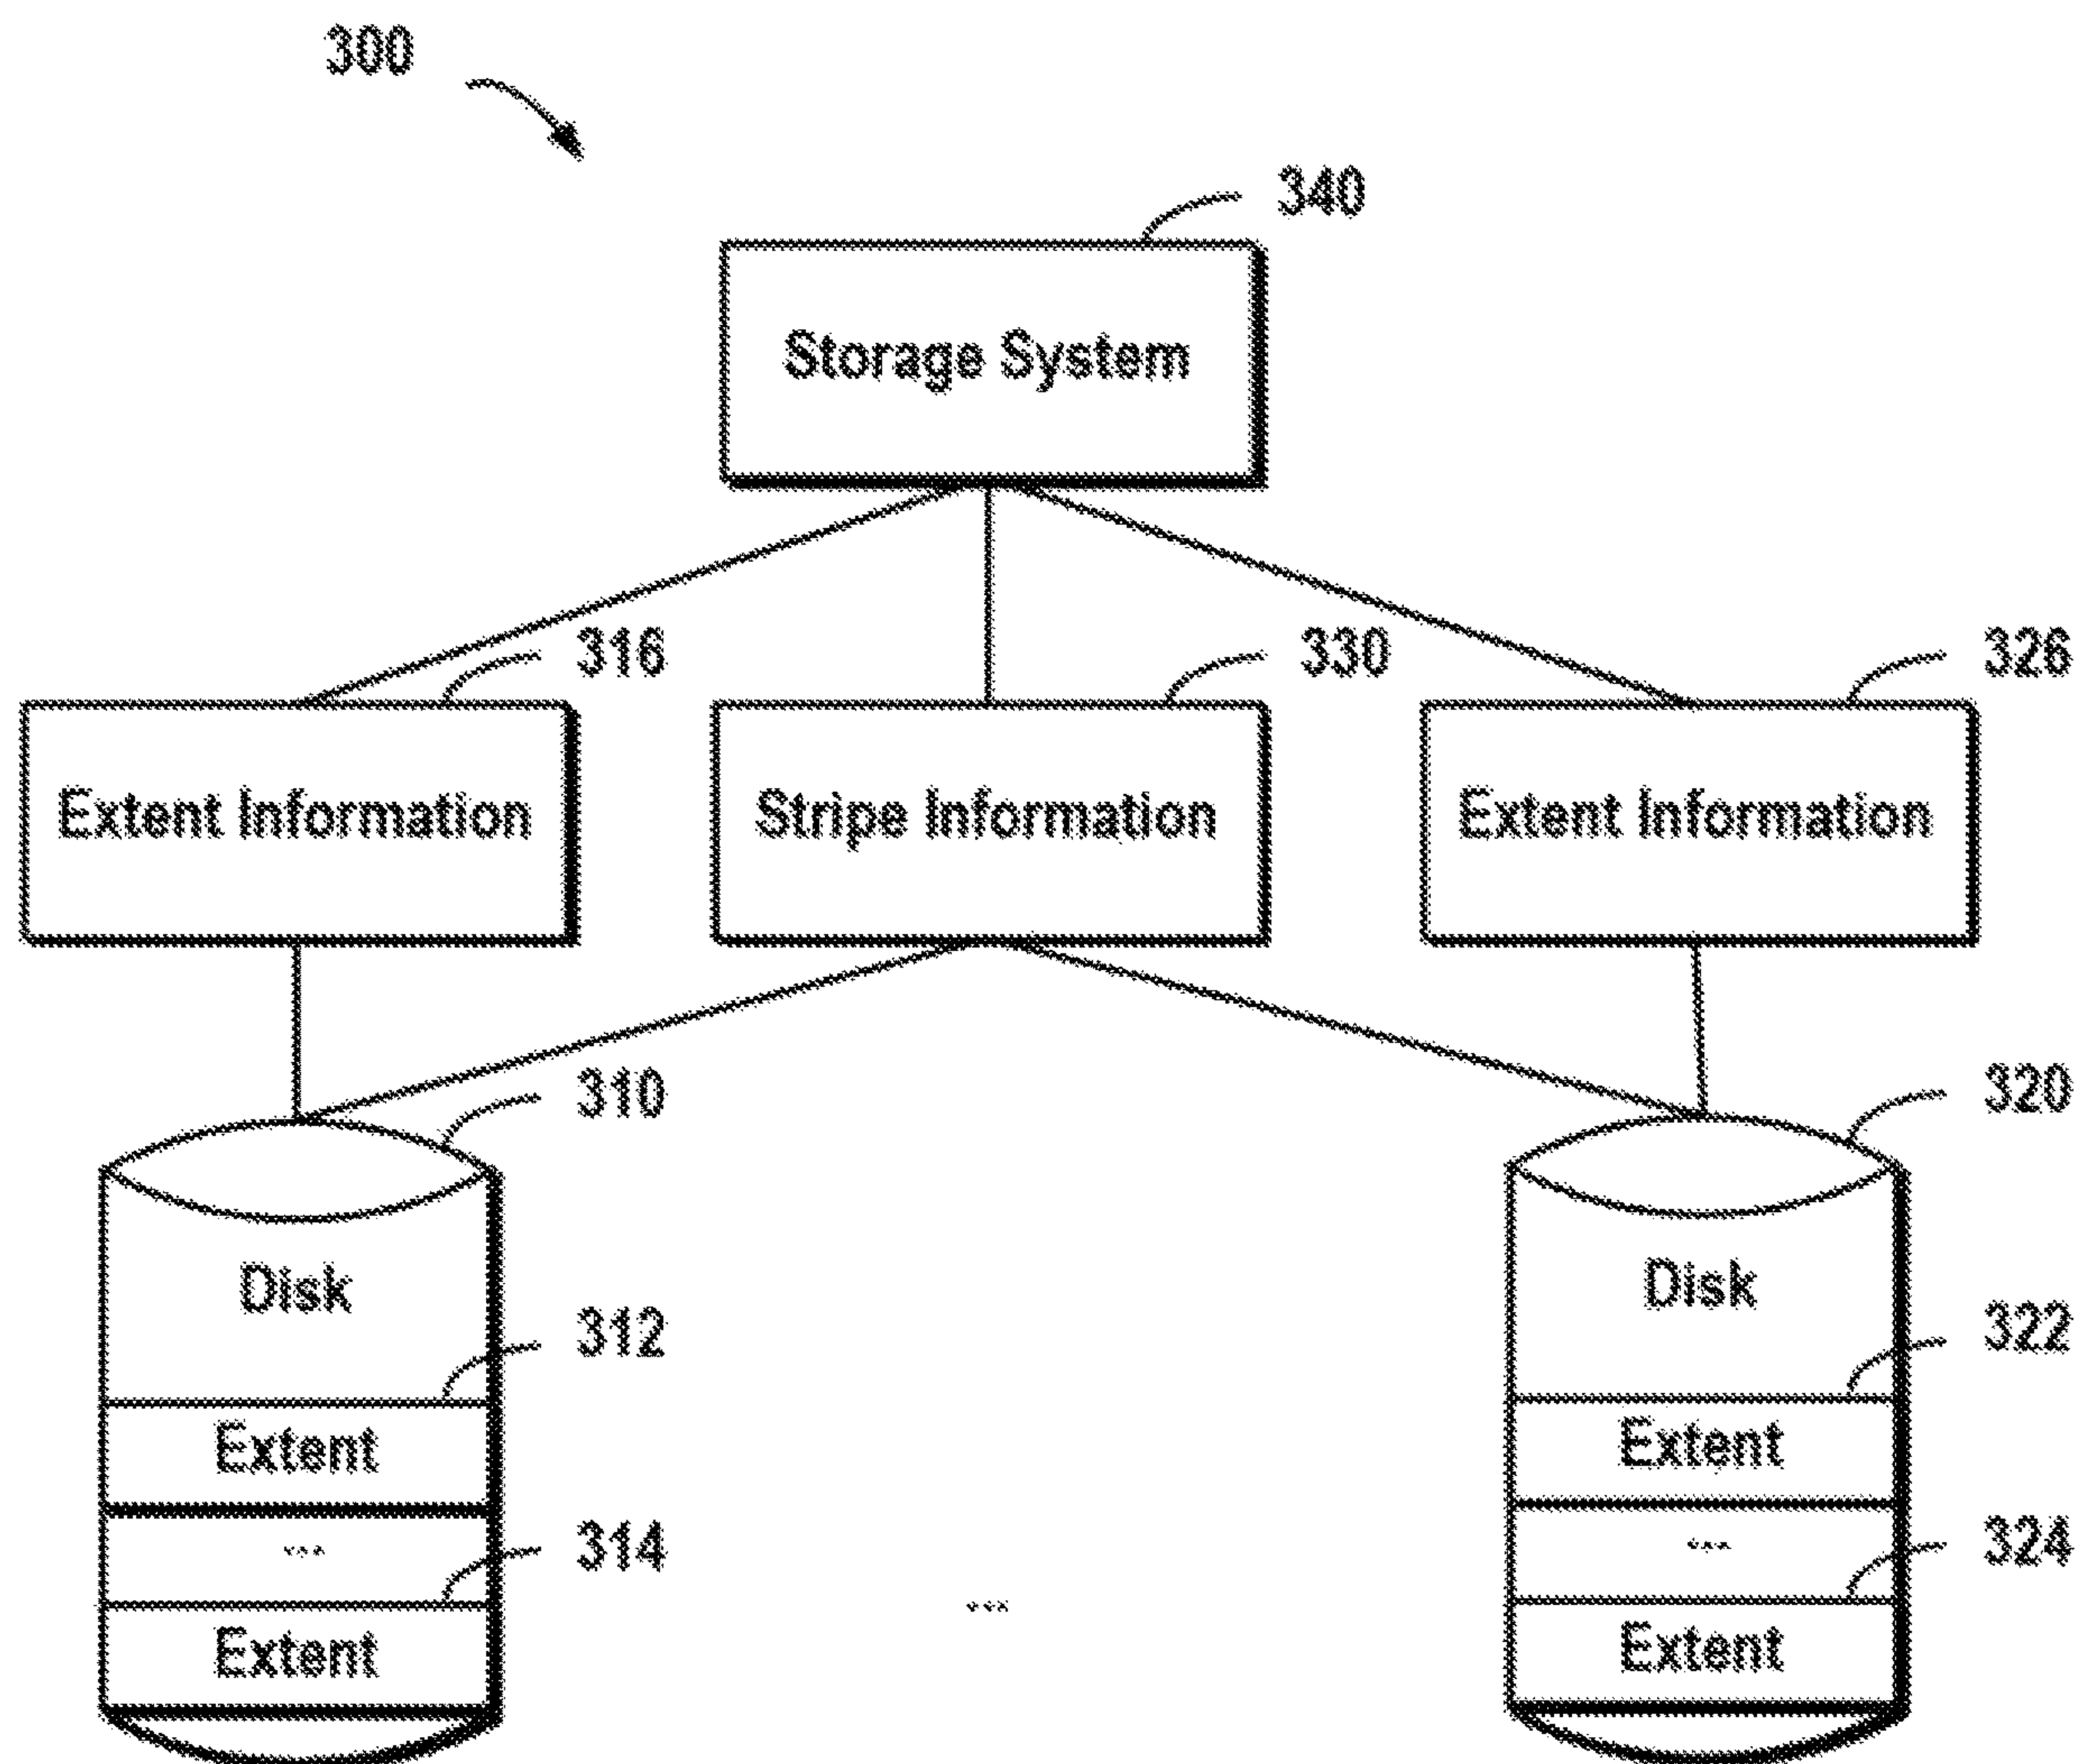 300
340
Storage System
316
330
326
Extent Information
Stripe Information
Extent Information
310
320
Disk
Disk
312
322
Extent
Extent
...
...
314
324
...
Extent
Extent